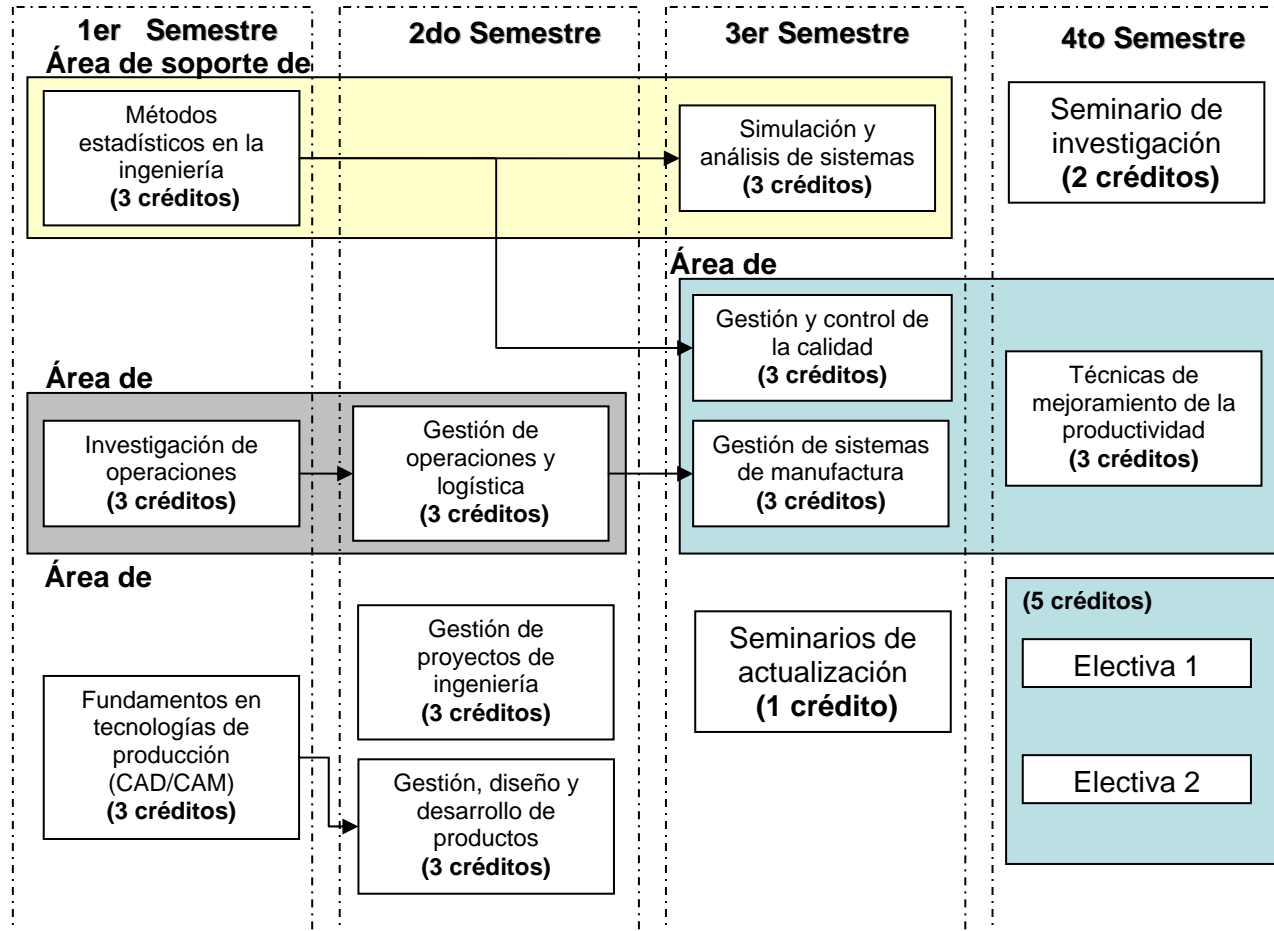 1er Semestre
2do Semestre
3er Semestre
4to Semestre
Área de soporte de
Métodos
estadísticos en la
ingeniería
(3 créditos)
Simulación y
análisis de sistemas
(3 créditos)
Seminario de
investigación
(2 créditos)
Área de
Gestión y control de
la calidad
(3 créditos)
Técnicas de
mejoramiento de la
productividad
(3 créditos)
Área de
Investigación de
operaciones
(3 créditos)
Gestión de
operaciones y
logística
(3 créditos)
Gestión de sistemas
de manufactura
(3 créditos)
Área de
Fundamentos en
tecnologías de
producción
(CAD/CAM)
(3 créditos)
Gestión de
proyectos de
ingeniería
(3 créditos)
Gestión, diseño y
desarrollo de
productos
(3 créditos)
Seminarios de
actualización
(1 crédito)
(5 créditos)
Electiva 1
Electiva 2